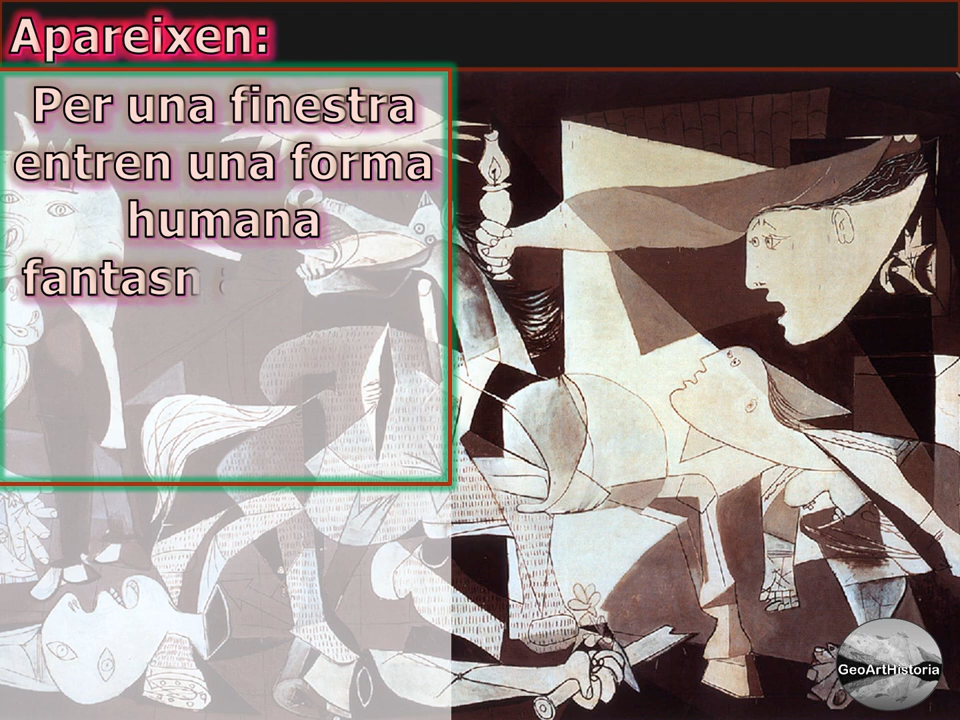 Apareixen:
Per una finestra
entren una forma
humana
GeoArtHistoria